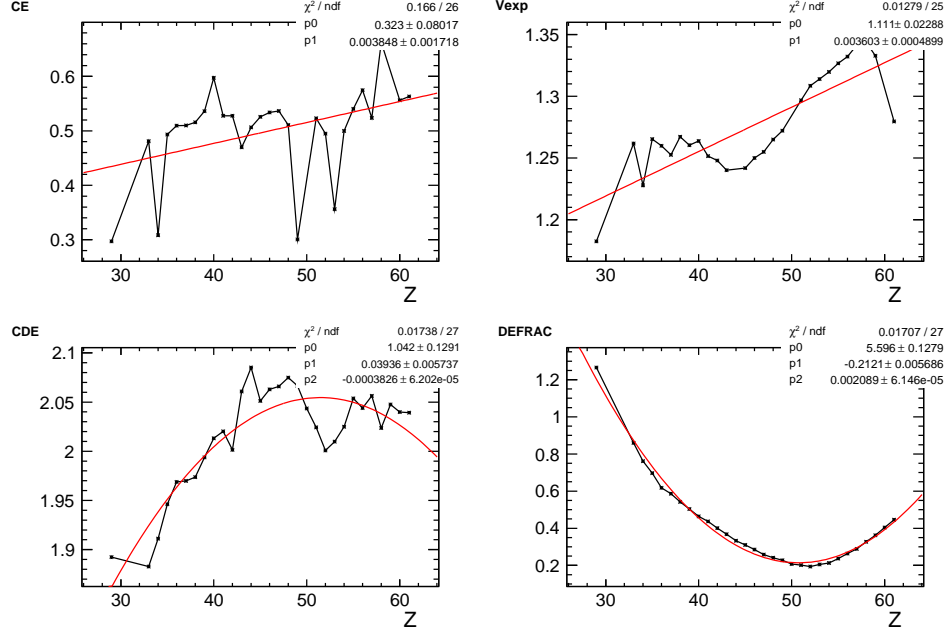 CE
χ² / ndf 0.166 / 26
p0 0.323 ± 0.08017
p1 0.003848 ± 0.001718
0.6
0.5
0.4
0.3
30 40 50 60
Z
Vexp
χ² / ndf 0.01279 / 25
p0 1.111 ± 0.02288
p1 0.003603 ± 0.0004899
1.35
1.3
1.25
1.2
30 40 50 60
Z
CDE
χ² / ndf 0.01738 / 27
p0 1.042 ± 0.1291
p1 0.03936 ± 0.005737
p2 -0.0003826 ± 6.202e-05
2.1
2.05
2
1.95
1.9
30 40 50 60
Z
DEFRAC
χ² / ndf 0.01707 / 27
p0 5.596 ± 0.1279
p1 -0.2121 ± 0.005686
p2 0.002089 ± 6.146e-05
1.2
1
0.8
0.6
0.4
0.2
30 40 50 60
Z